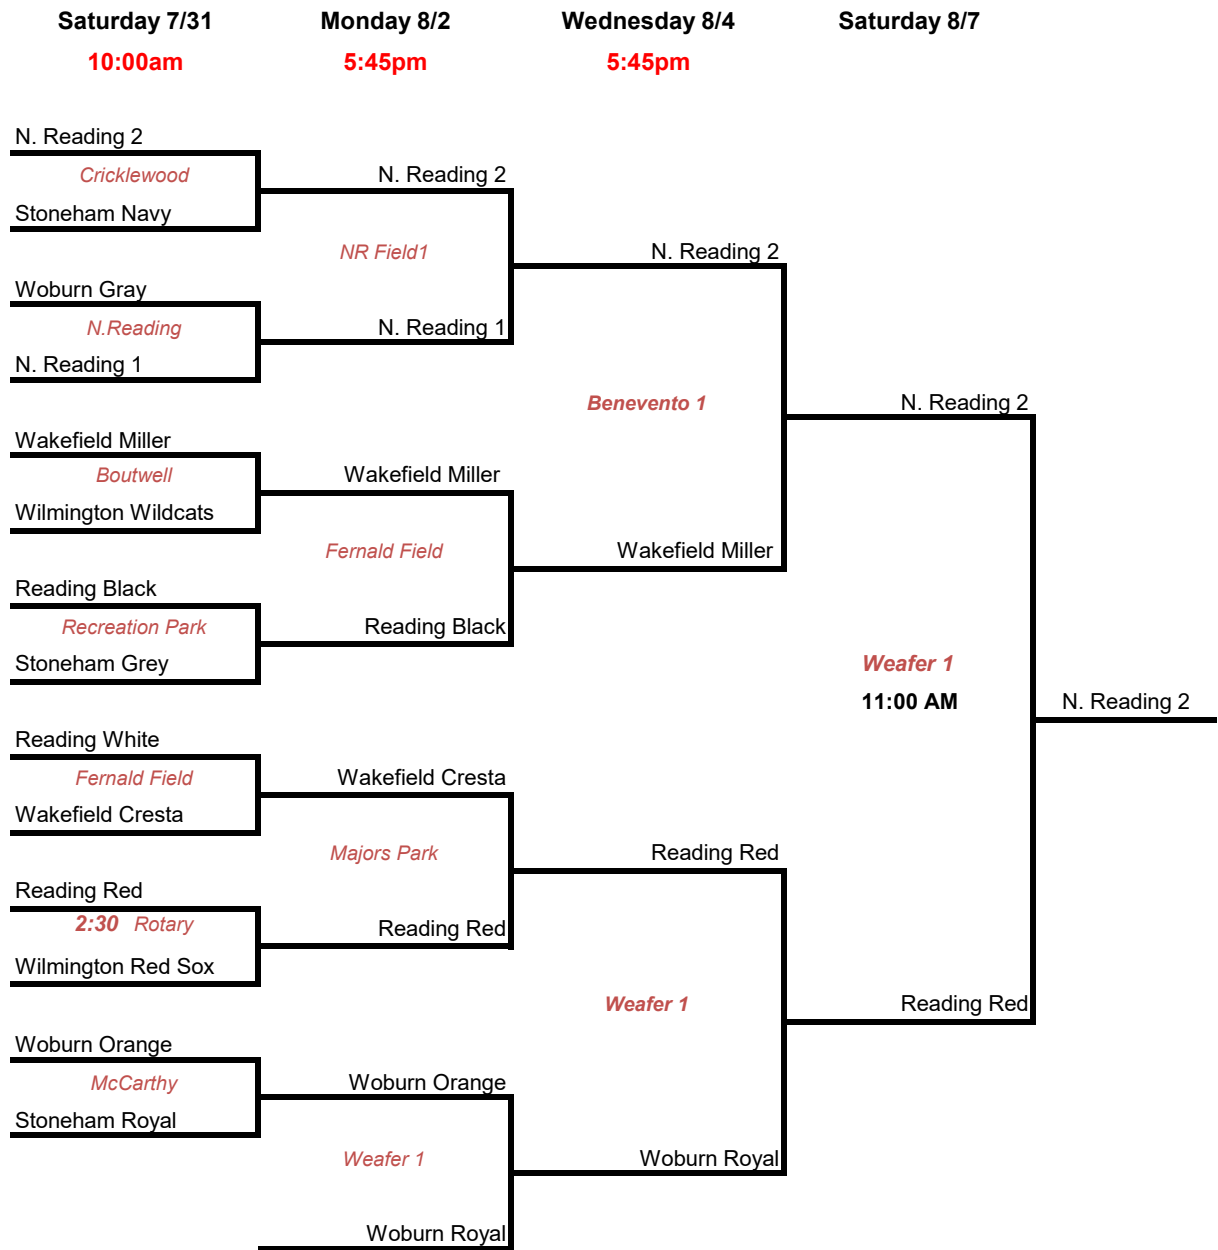 Saturday 7/31 Monday 8/2 Wednesday 8/4 Saturday 8/7
10:00am 5:45pm 5:45pm
N. Reading 2
Cricklewood N. Reading 2
Stoneham Navy
NR Field1 N. Reading 2
Woburn Gray
N.Reading N. Reading 1
N. Reading 1
Benevento 1 N. Reading 2
Wakefield Miller
Boutwell Wakefield Miller
Wilmington Wildcats
Fernald Field Wakefield Miller
Reading Black
Recreation Park Reading Black
Stoneham Grey Weafer 1
11:00 AM N. Reading 2
Reading White
Fernald Field Wakefield Cresta
Wakefield Cresta
Majors Park Reading Red
Reading Red
2:30 Rotary Reading Red
Wilmington Red Sox
Weafer 1 Reading Red
Woburn Orange
McCarthy Woburn Orange
Stoneham Royal
Weafer 1 Woburn Royal
Woburn Royal